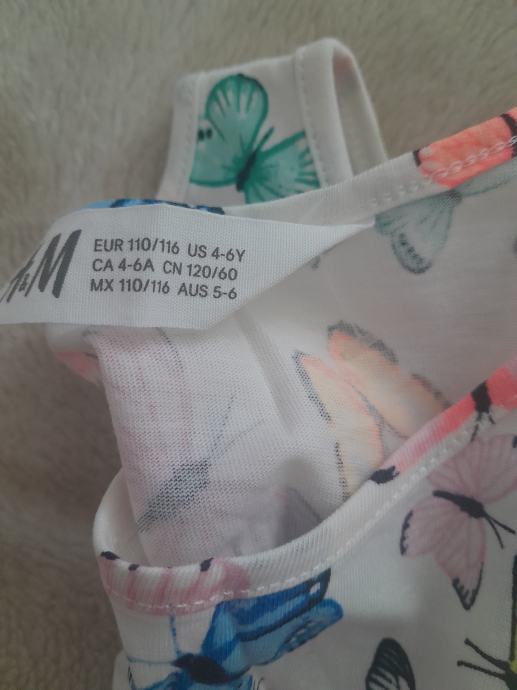 H&M
EUR 110/116 US 4-6Y
CA 4-6A CN 120/60
MX 110/116 AUS 5-6